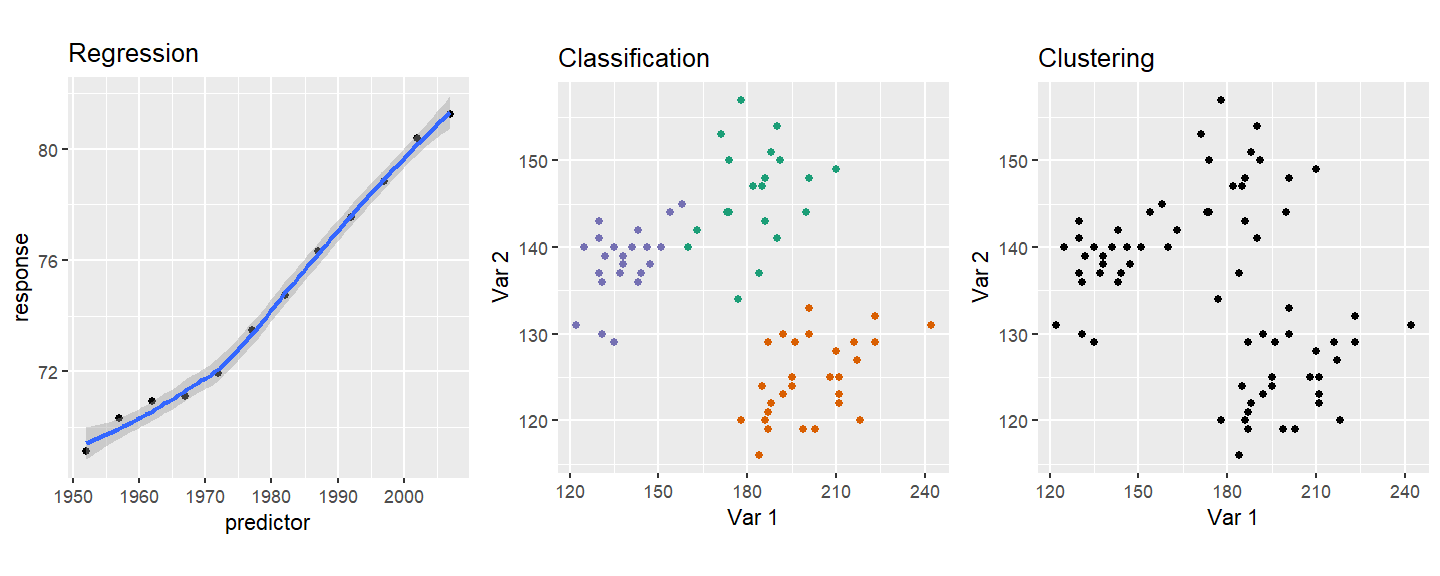 Regression
80
76
72
response
1950 1960 1970 1980 1990 2000
predictor
Classification
150
140
130
120
Var 2
120 150 180 210 240
Var 1
Clustering
150
140
130
120
Var 2
120 150 180 210 240
Var 1